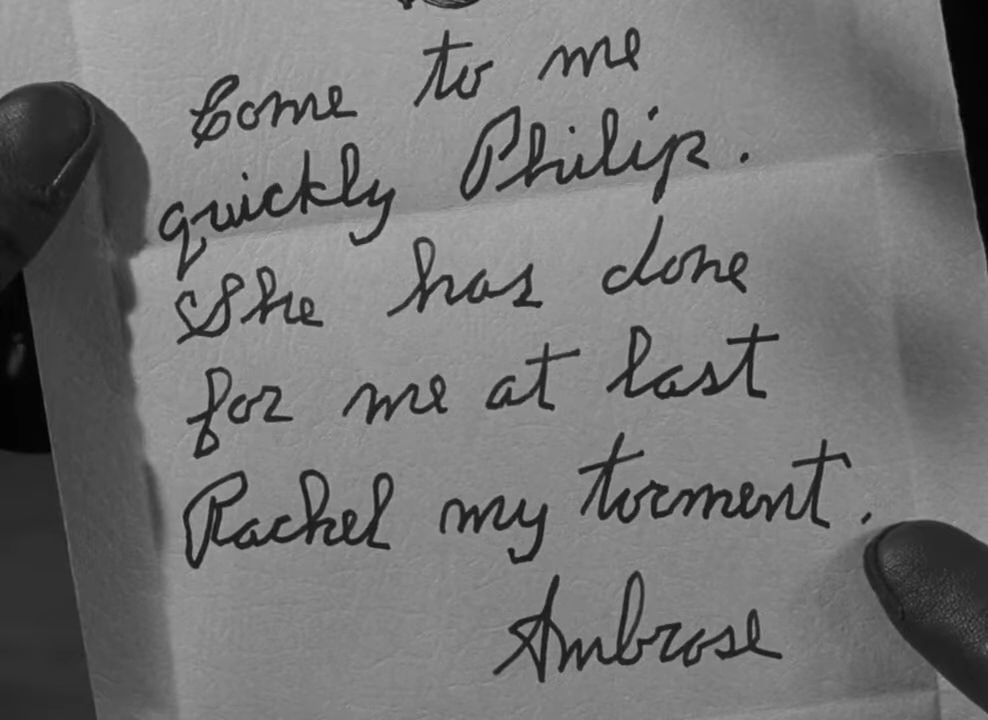 Come to me
quickly Philip.
She has done
for me at last
Rachel my torment.
Ambrose